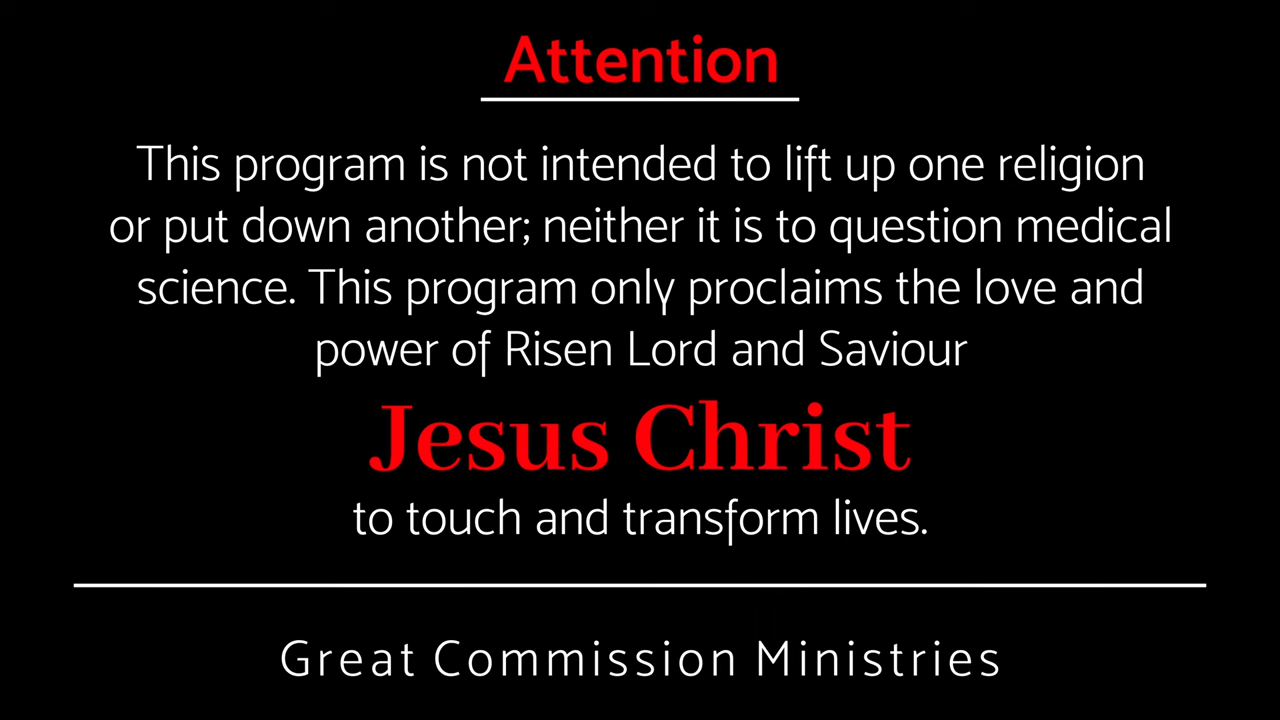 Attention
This program is not intended to lift up one religion
or put down another; neither it is to question medical
science. This program only proclaims the love and
power of Risen Lord and Saviour
Jesus Christ
to touch and transform lives.
Great Commission Ministries